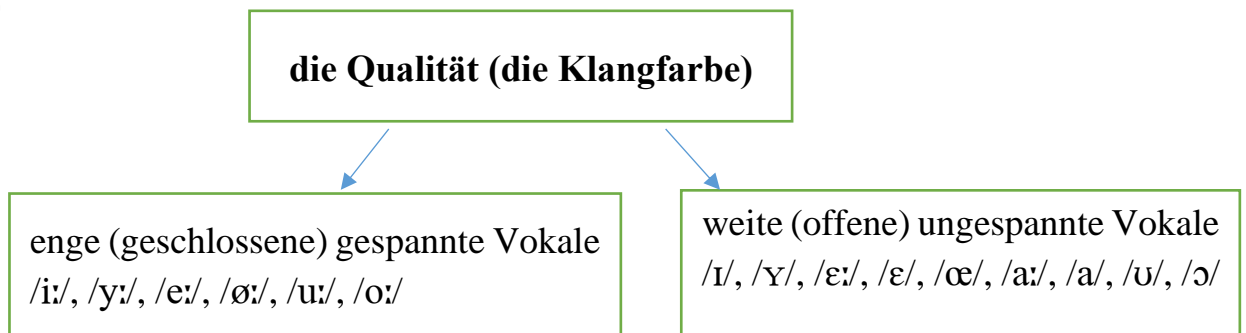 die Qualität (die Klangfarbe)
enge (geschlossene) gespannte Vokale
/iː/, /yː/, /eː/, /øː/, /uː/, /oː/
weite (offene) ungespannte Vokale
/ɪ/, /ʏ/, /ɛː/, /ɛ/, /œ/, /aː/, /a/, /ʊ/, /ɔ/